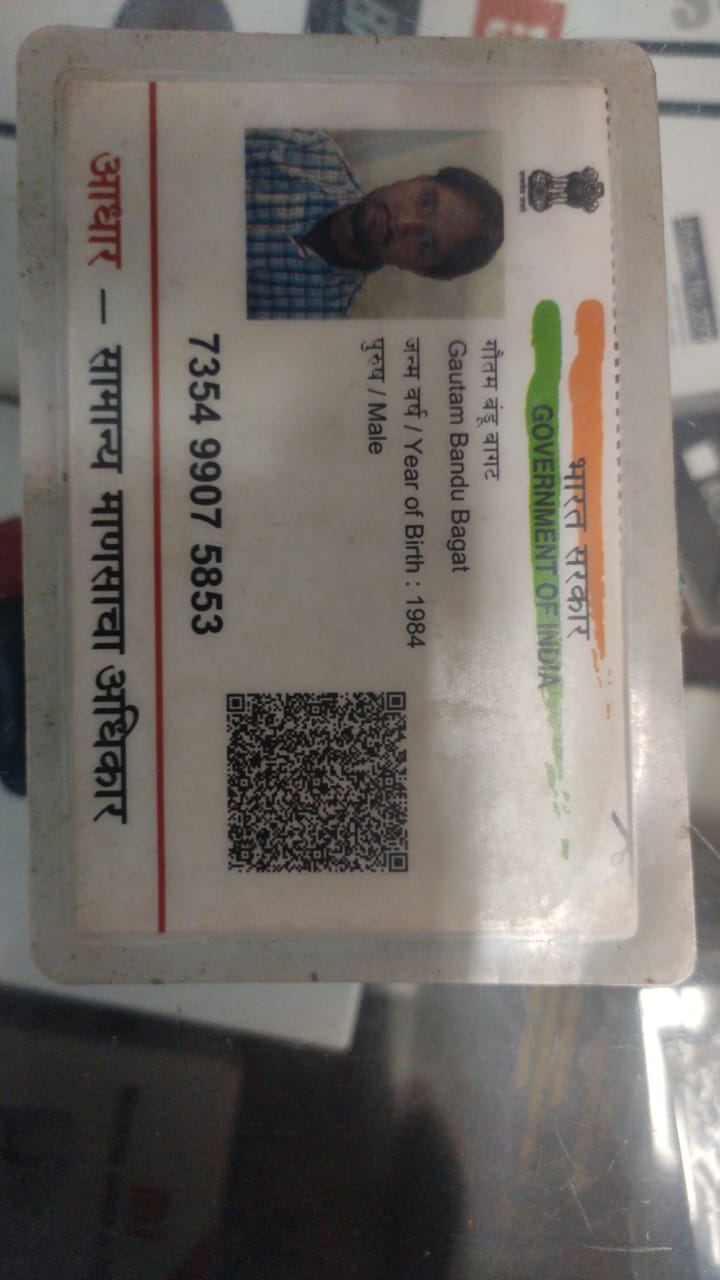 भारत सरकार
GOVERNMENT OF INDIA
गौतम बंडू बागट
Gautam Bandu Bagat
जन्म वर्ष / Year of Birth : 1984
पुरुष / Male
7354 9907 5853
आधार – सामान्य माणसाचा अधिकार